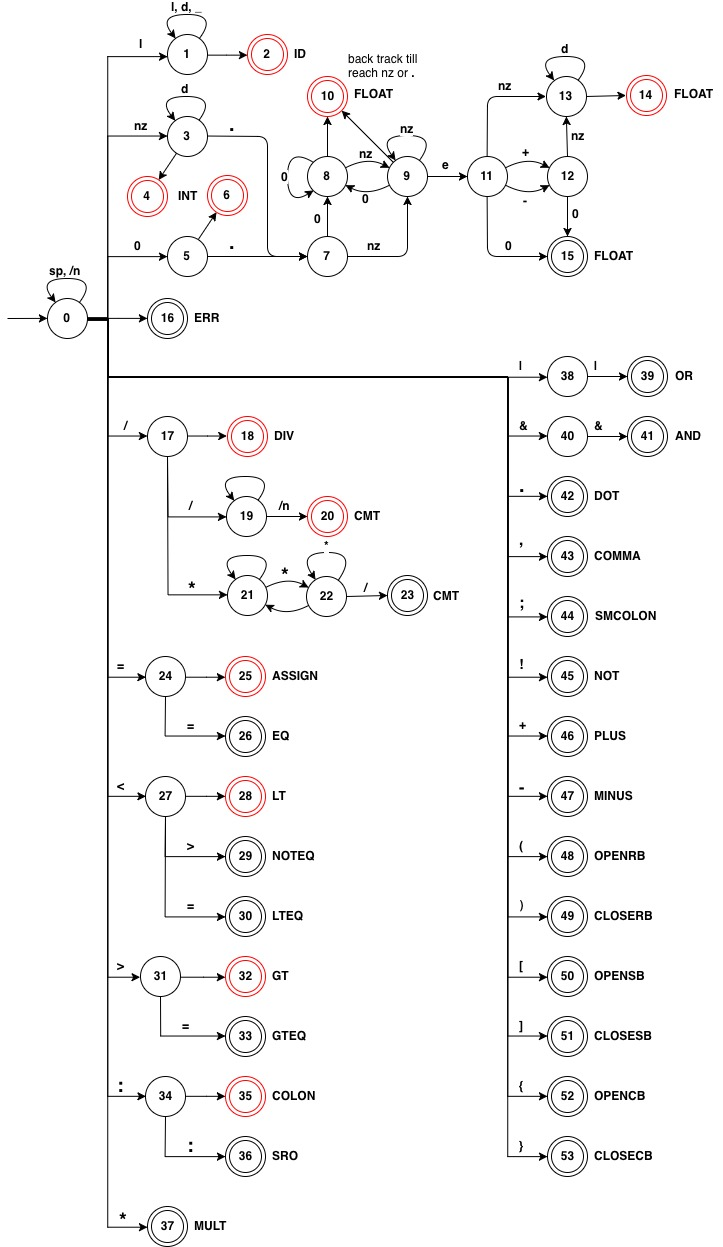 l, d, _
l
1
2
ID
back track till
reach nz or .
d
nz
3
.
10
FLOAT
nz
d
13
14
FLOAT
4
INT
6
0
8
nz
0
nz
9
e
11
+
-
12
nz
0
0
5
.
0
7
nz
0
15
FLOAT
sp, /n
0
16
ERR
/
17
18
DIV
/
19
/n
20
CMT
*
21
*
22
*
/
23
CMT
=
24
25
ASSIGN
=
26
EQ
<
27
28
LT
>
29
NOTEQ
=
30
LTEQ
>
31
32
GT
=
33
GTEQ
:
34
35
COLON
:
36
SRO
*
37
MULT
|
38
|
39
OR
&
40
&
41
AND
.
42
DOT
,
43
COMMA
;
44
SMCOLON
!
45
NOT
+
46
PLUS
-
47
MINUS
(
48
OPENRB
)
49
CLOSERB
[
50
OPENSB
]
51
CLOSESB
{
52
OPENCB
}
53
CLOSECB